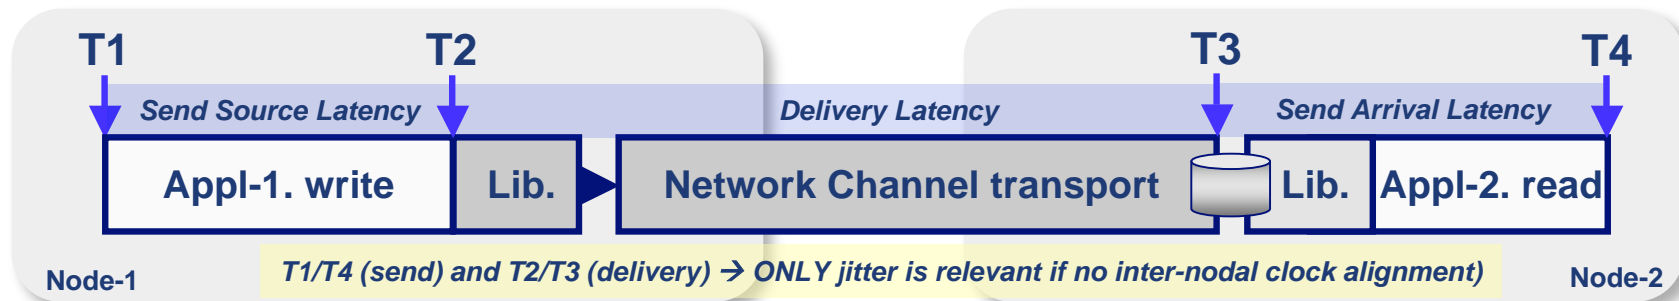 T1 T2 T3 T4
Send Source Latency Delivery Latency Send Arrival Latency
Appl-1. write Lib. Network Channel transport Lib. Appl-2. read
T1/T4 (send) and T2/T3 (delivery) → ONLY jitter is relevant if no inter-nodal clock alignment)
Node-1 Node-2